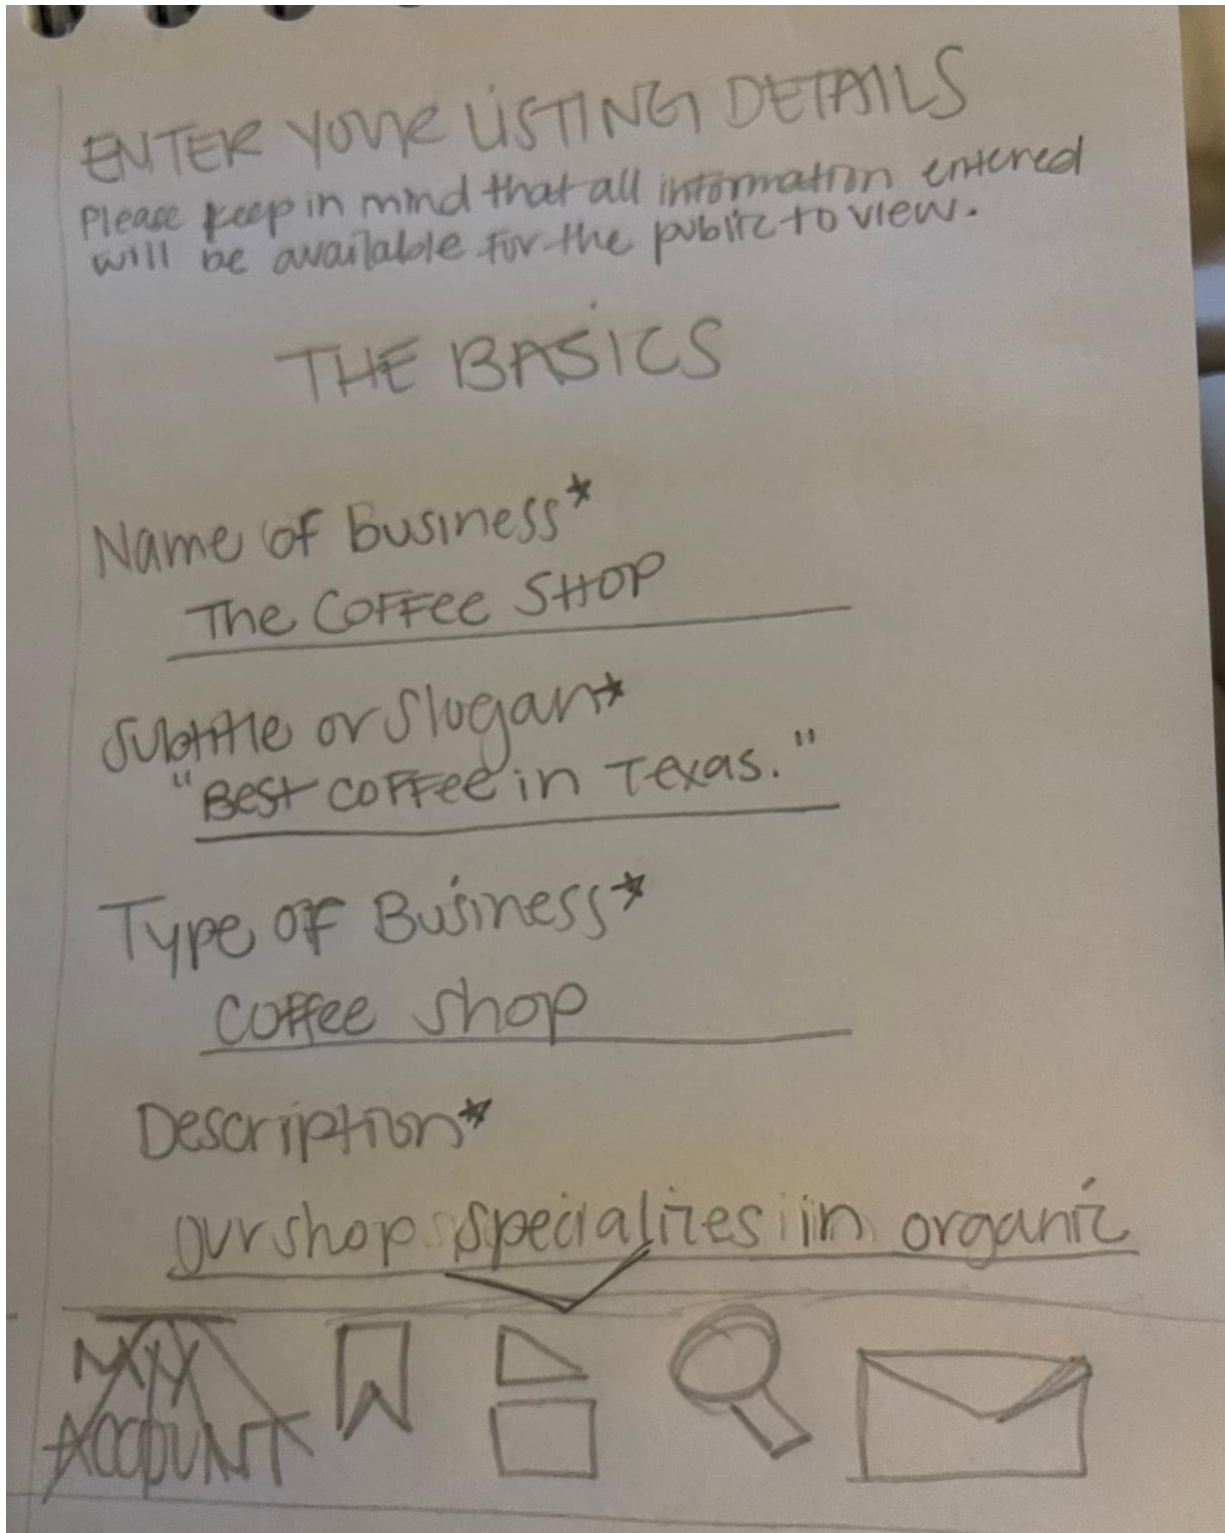 ENTER YOUR LISTING DETAILS
Please keep in mind that all information entered
will be available for the public to view.
THE BASICS
Name of Business*
The Coffee SHOP
Subtitle or Slogan*
"Best coffee in Texas."
Type of Business*
Coffee shop
Description*
our shop specializes in organic
MY
ACCOUNT